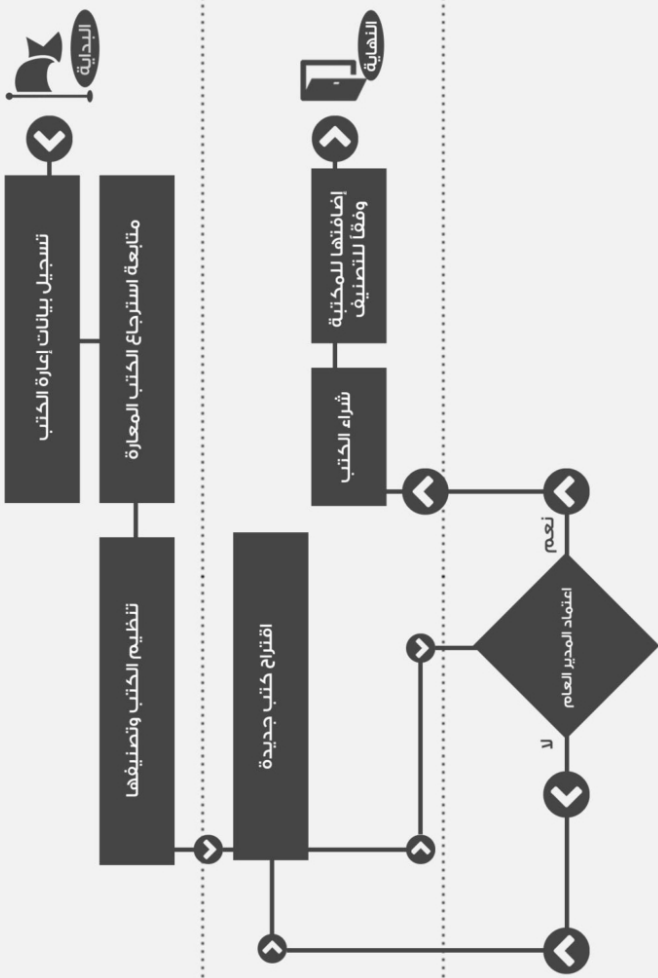 البداية
تسجيل بيانات إعارة الكتب
متابعة استرجاع الكتب المعارة
تنظيم الكتب وتصنيفها
اقتراح كتب جديدة
اعتماد المدير العام
نعم
لا
شراء الكتب
إضافتها للمكتبة
وفقاً للتصنيف
النهاية